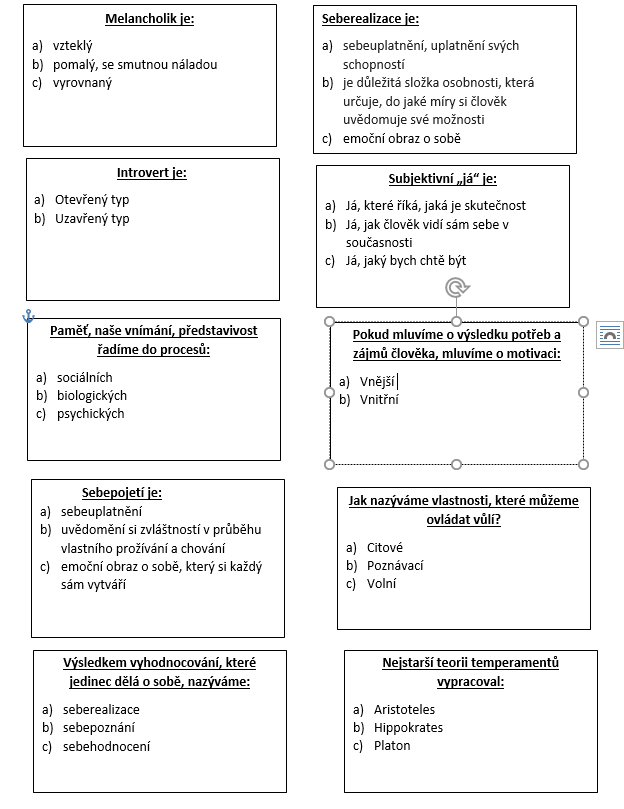 Melancholik je:
a) vzteklý
b) pomalý, se smutnou náladou
c) vyrovnaný
Seberealizace je:
a) sebeuplatnění, uplatnění svých
schopností
b) je důležitá složka osobnosti, která
určuje, do jaké míry si člověk
uvědomuje své možnosti
c) emoční obraz o sobě
Introvert je:
a) Otevřený typ
b) Uzavřený typ
Subjektivní „já“ je:
a) Já, které říká, jaká je skutečnost
b) Já, jak člověk vidí sám sebe v
současnosti
c) Já, jaký bych chtě být
Paměť, naše vnímání, představivost
řadíme do procesů:
a) sociálních
b) biologických
c) psychických
Pokud mluvíme o výsledku potřeb a
zájmů člověka, mluvíme o motivaci:
a) Vnější
b) Vnitřní
Sebepojetí je:
a) sebeuplatnění
b) uvědomění si zvláštností v průběhu
vlastního prožívání a chování
c) emoční obraz o sobě, který si každý
sám vytváří
Jak nazýváme vlastnosti, které můžeme
ovládat vůlí?
a) Citové
b) Poznávací
c) Volní
Výsledkem vyhodnocování, které
jedinec dělá o sobě, nazýváme:
a) seberealizace
b) sebepoznání
c) sebehodnocení
Nejstarší teorii temperamentů
vypracoval:
a) Aristoteles
b) Hippokrates
c) Platon